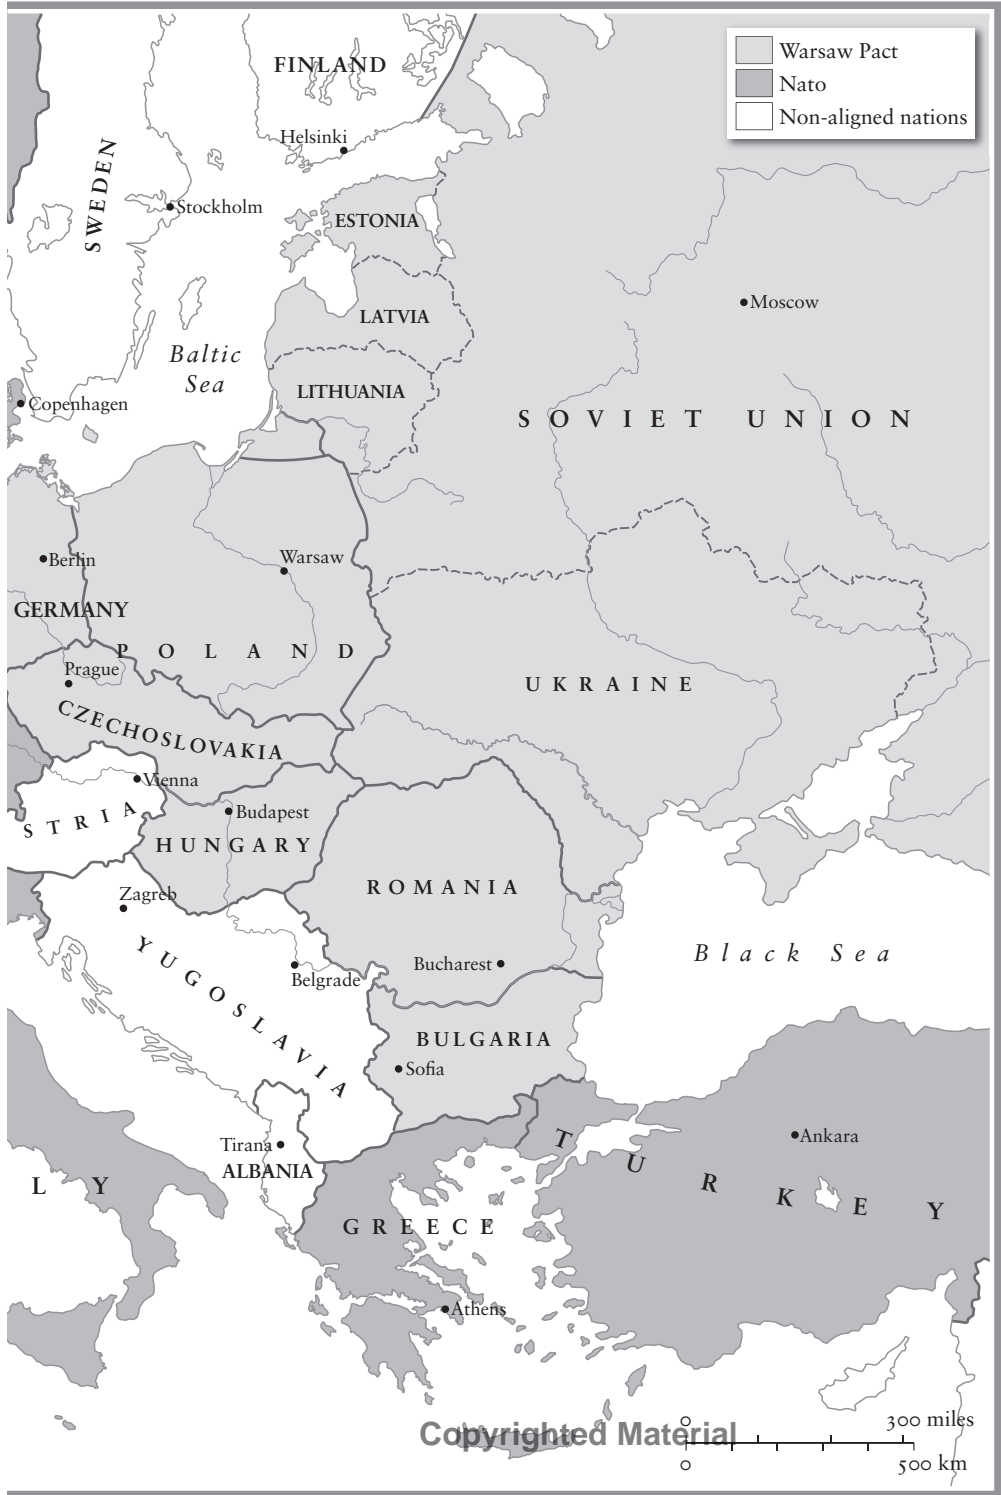 Warsaw Pact
Nato
Non-aligned nations
FINLAND
Helsinki
SWEDEN
Stockholm
ESTONIA
Moscow
LATVIA
Baltic
Sea
LITHUANIA
Copenhagen
SOVIET UNION
Berlin
Warsaw
GERMANY
POLAND
Prague
UKRAINE
CZECHOSLOVAKIA
Vienna
STRIA
Budapest
HUNGARY
ROMANIA
Zagreb
YUGOSLAVIA
Belgrade
Bucharest
Black Sea
BULGARIA
Sofia
Tirana
ALBANIA
Ankara
TURKEY
LY
GREECE
Athens
Copyrighted Material
0 300 miles
0 500 km